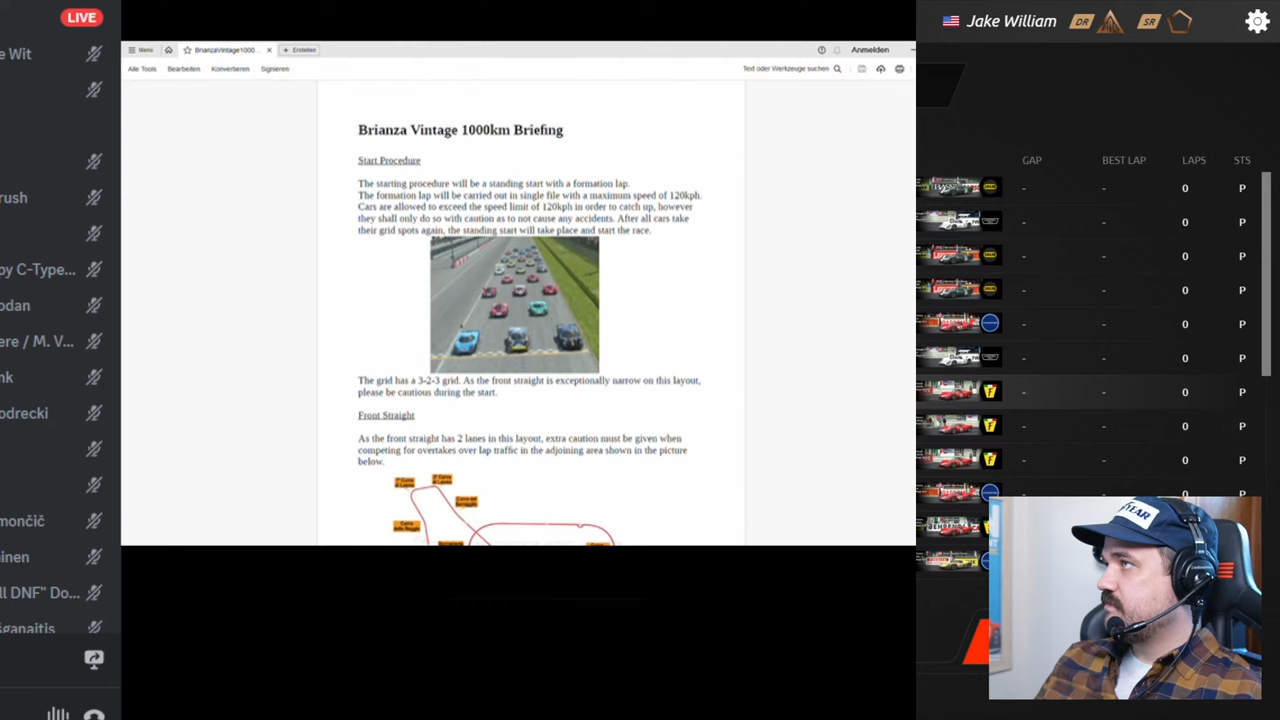 LIVE
Jake William
DR
SR
e Wit
Menü
BrianzaVintage1000...
Erstellen
Anmelden
Alle Tools
Bearbeiten
Konvertieren
Signieren
Text oder Werkzeuge suchen
Brianza Vintage 1000km Briefing
Start Procedure
The starting procedure will be a standing start with a formation lap.
The formation lap will be carried out in single file with a maximum speed of 120kph.
Cars are allowed to exceed the speed limit of 120kph in order to catch up, however
they shall only do so with caution as to not cause any accidents. After all cars take
their grid spots again, the standing start will take place and start the race.
The grid has a 3-2-3 grid. As the front straight is exceptionally narrow on this layout,
please be cautious during the start.
Front Straight
As the front straight has 2 lanes in this layout, extra caution must be given when
competing for overtakes over lap traffic in the adjoining area shown in the picture
below.
rush
py C-Type...
odan
ere / M. V...
nk
odrecki
mončič
ainen
ll DNF" Do...
šganaitis
GAP
BEST LAP
LAPS
STS
- - 0 P
- - 0 P
- - 0 P
- - 0 P
- - 0 P
- - 0 P
- - 0 P
- - 0 P
- - 0 P
- - 0 P
YEAR